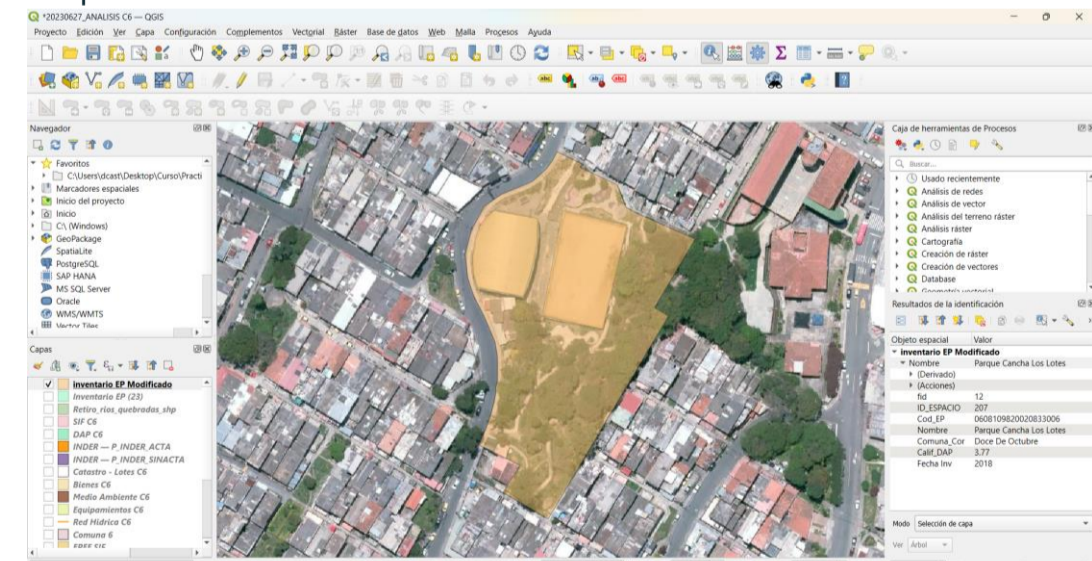 *20230627_ANALISIS C6 — QGIS
Proyecto Edición Ver Capa Configuración Complementos Vectorial Ráster Base de datos Web Malla Procesos Ayuda
Navegador
Favoritos
C:\Users\dcast\Desktop\Curso\Practi
Marcadores espaciales
Inicio del proyecto
Inicio
C:\ (Windows)
GeoPackage
SpatiaLite
PostgreSQL
SAP HANA
MS SQL Server
Oracle
WMS/WMTS
Vector Tiles
Capas
inventario EP Modificado
Inventario EP (23)
Retiro_rios_quebradas_shp
SIF C6
DAP C6
INDER — P_INDER_ACTA
INDER — P_INDER_SINACTA
Catastro - Lotes C6
Bienes C6
Medio Ambiente C6
Equipamientos C6
Red Hidrica C6
Comuna 6
Caja de herramientas de Procesos
Buscar...
Usado recientemente
Análisis de redes
Análisis de vector
Análisis del terreno ráster
Análisis ráster
Cartografía
Creación de ráster
Creación de vectores
Database
Geometría vectorial
Resultados de la identificación
Objeto espacial Valor
inventario EP Modificado
Nombre Parque Cancha Los Lotes
(Derivado)
(Acciones)
fid 12
ID_ESPACIO 207
Cod_EP 0608109820020833006
Nombre Parque Cancha Los Lotes
Comuna_Cor Doce De Octubre
Calif_DAP 3.77
Fecha Inv 2018
Modo Selección de capa
Ver Árbol